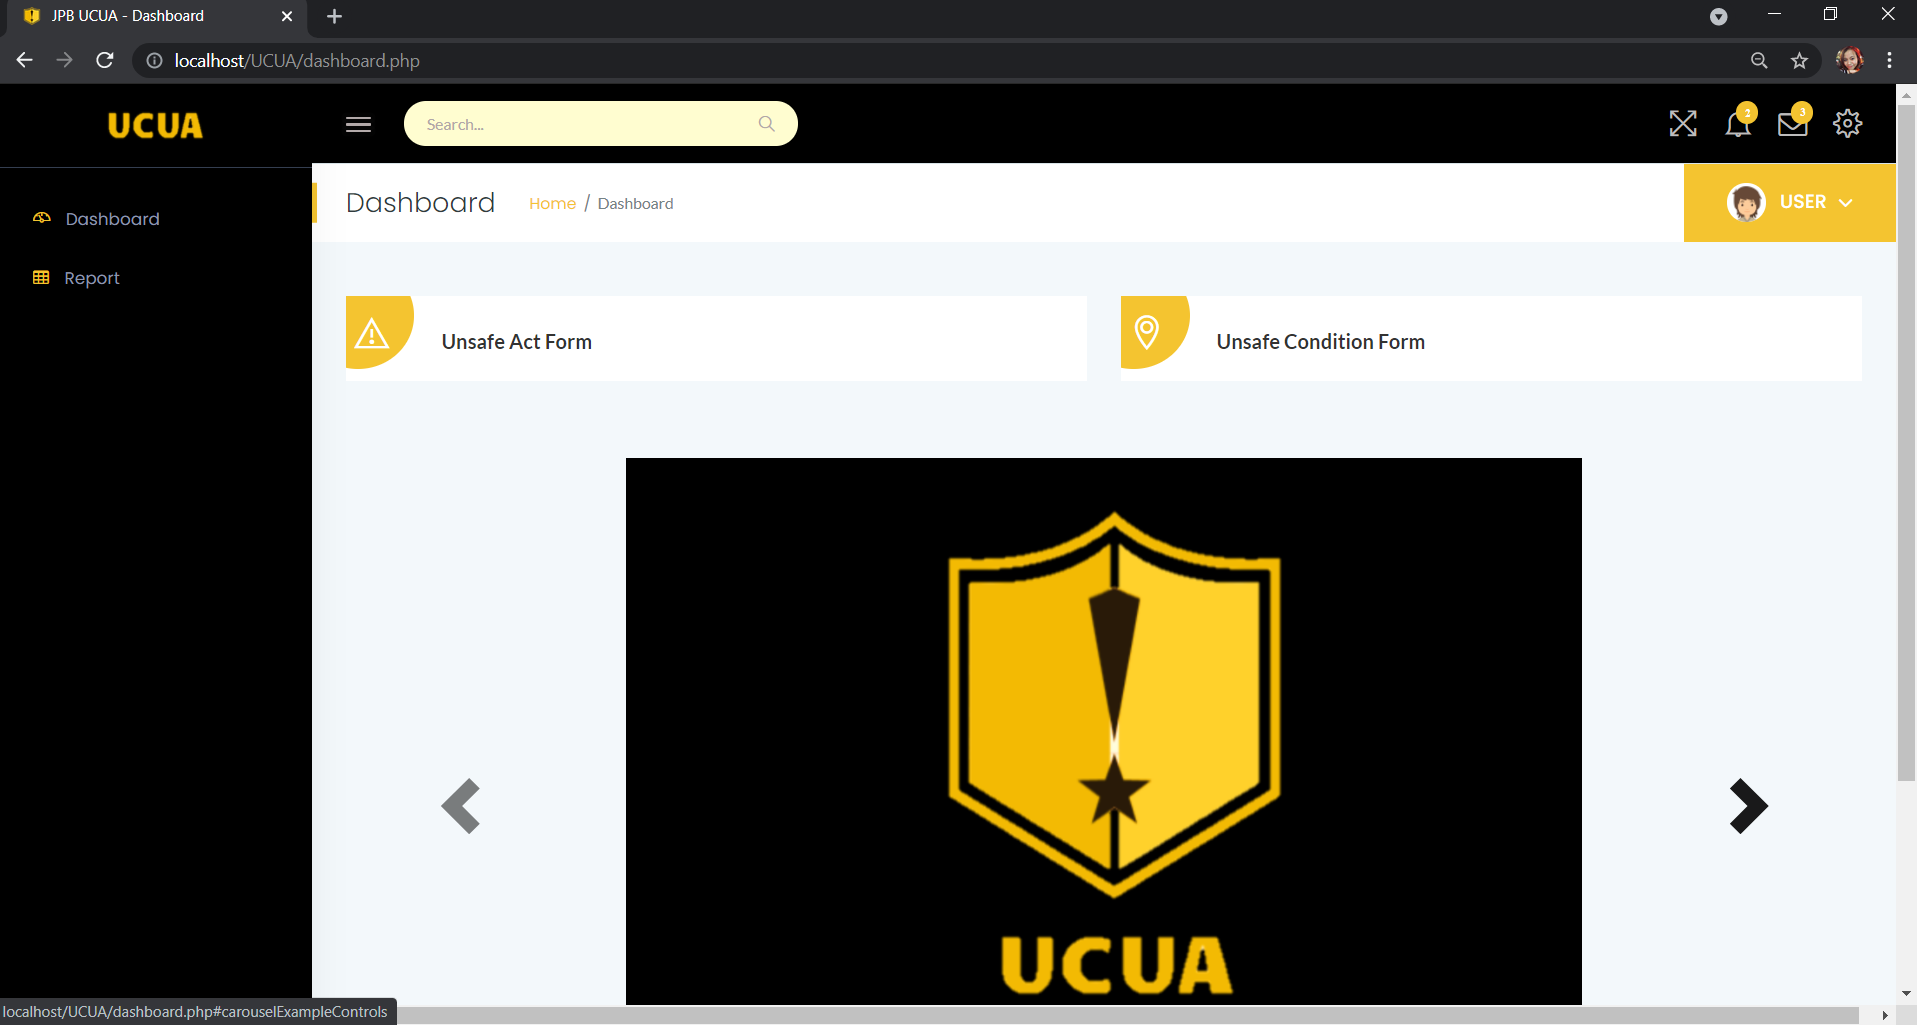 JPB UCUA - Dashboard
localhost/UCUA/dashboard.php
UCUA
Search...
2
3
Dashboard
Home / Dashboard
USER
Dashboard
Report
Unsafe Act Form
Unsafe Condition Form
UCUA
localhost/UCUA/dashboard.php#carouselExampleControls